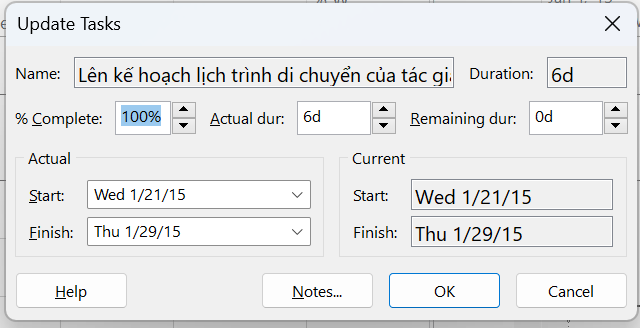 Update Tasks
Name: Lên kế hoạch lịch trình di chuyển của tác Duration: 6d
% Complete: 100% Actual dur: 6d Remaining dur: 0d
Actual Current
Start: Wed 1/21/15 Start: Wed 1/21/15
Finish: Thu 1/29/15 Finish: Thu 1/29/15
Help Notes... OK Cancel